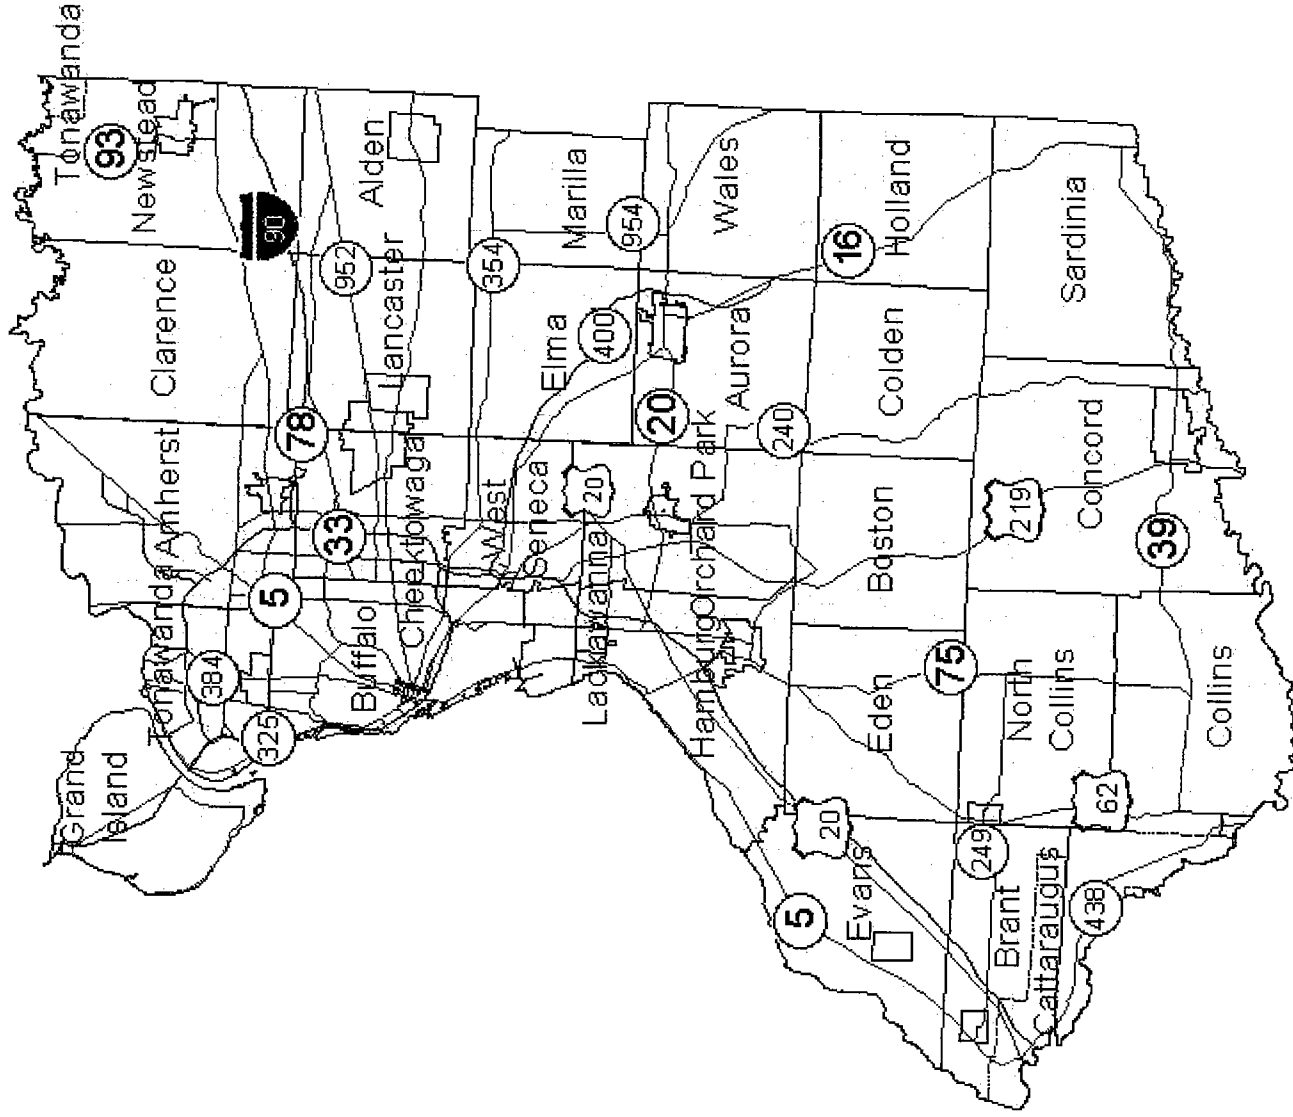 Tonawanda
93
Newstead
90
Clarence
Alden
952
Lancaster
354
Marilla
954
Wales
16
Holland
Sardinia
Elma
400
20
Aurora
240
Colden
78
Amherst
33
Cheektowaga
West
Seneca
20
Lackawanna
Orchard Park
Boston
219
Concord
39
5
Tonawanda
384
325
Buffalo
Grand
Island
Hamburg
Eden
75
North
Collins
Collins
62
20
5
Evans
249
Brant
Cattaraugus
438